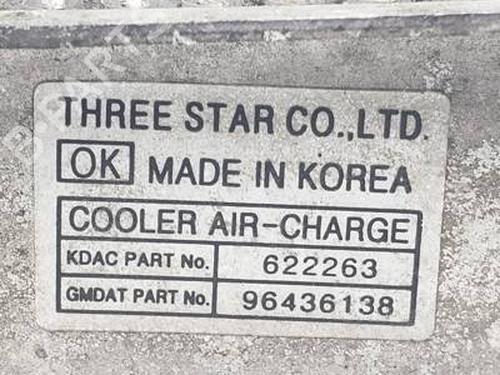 THREE STAR CO.,LTD.
OK MADE IN KOREA
COOLER AIR-CHARGE
KDAC PART No. 622263
GMDAT PART No. 96436138